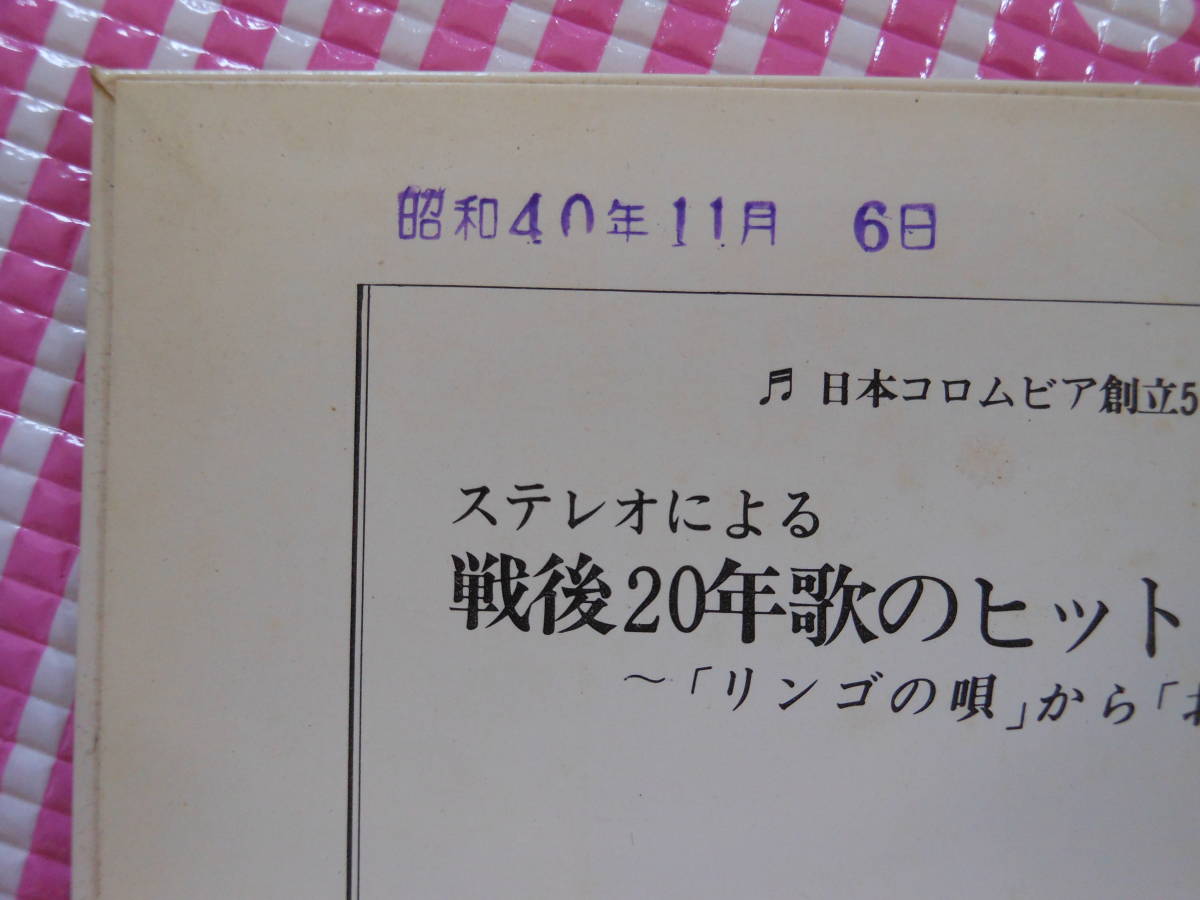 昭和40年11月 6日
♬ 日本コロムビア創立5
ステレオによる
戦後20年歌のヒット
～「リンゴの唄」から「